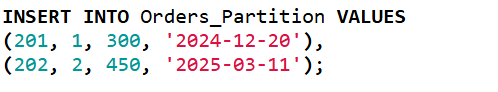 INSERT INTO Orders_Partition VALUES
(201, 1, 300, '2024-12-20'),
(202, 2, 450, '2025-03-11');